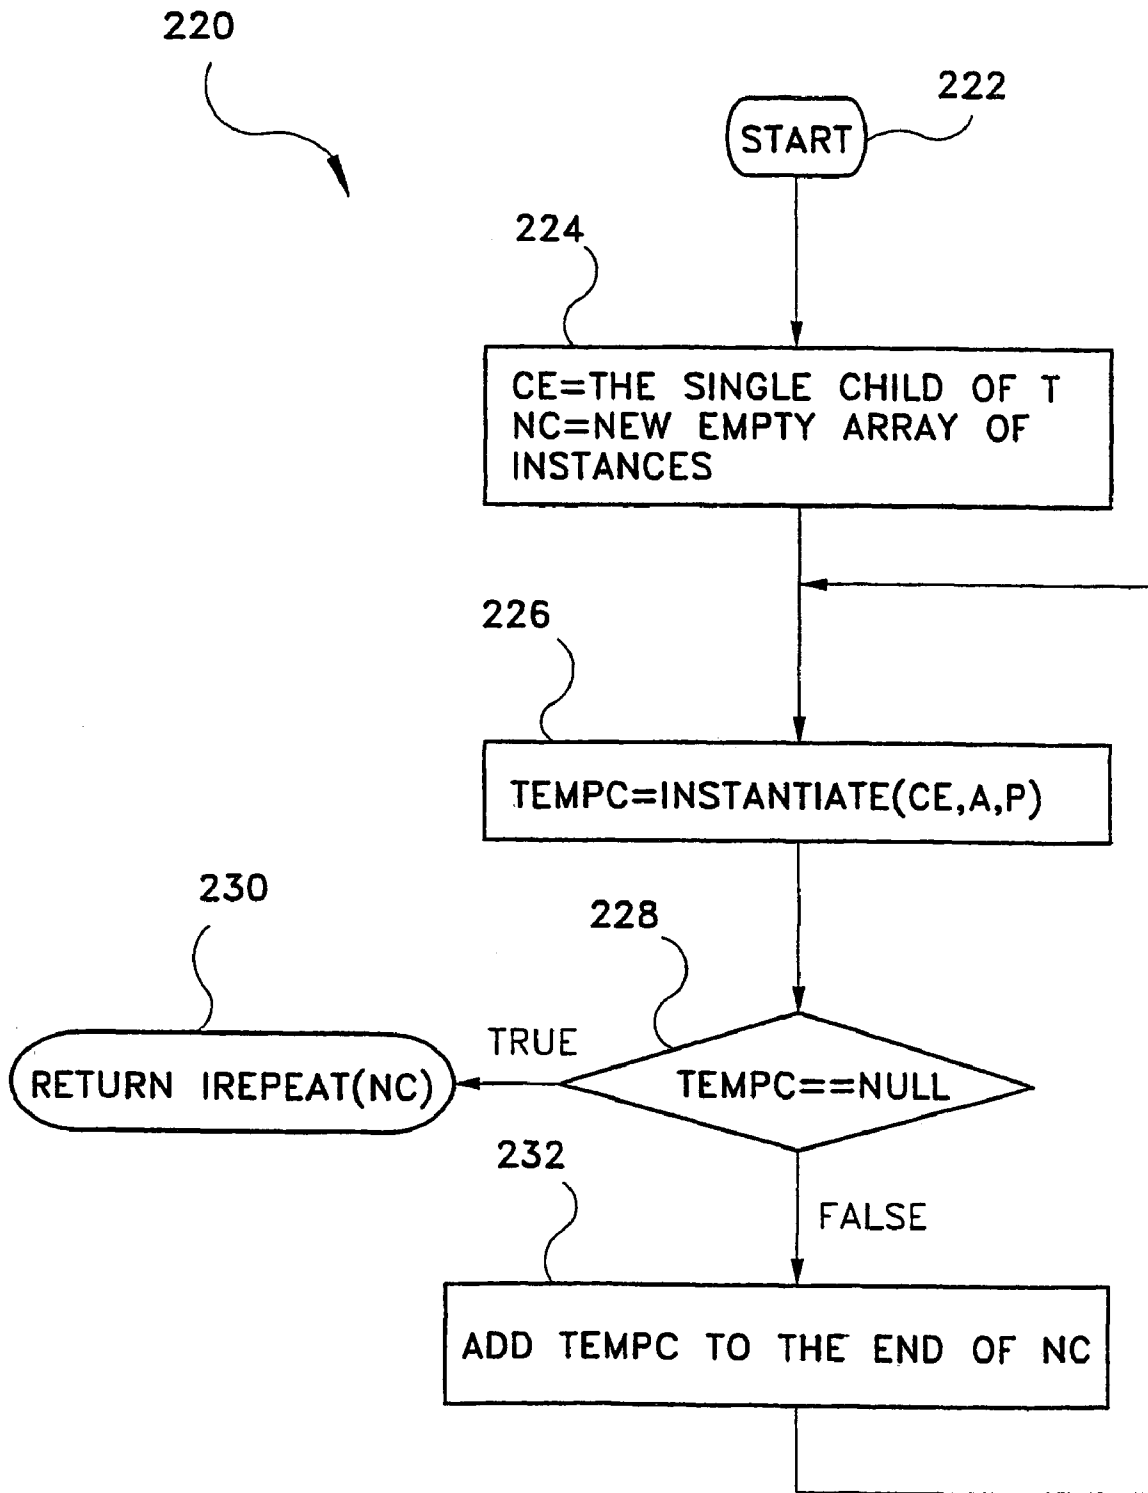 220
222
START
224
CE=THE SINGLE CHILD OF T
NC=NEW EMPTY ARRAY OF
INSTANCES
226
TEMPC=INSTANTIATE(CE,A,P)
230
228
TRUE
RETURN IREPEAT(NC)
TEMPC==NULL
232
FALSE
ADD TEMPC TO THE END OF NC